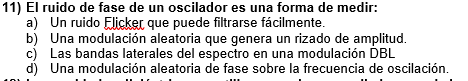 11) El ruido de fase de un oscilador es una forma de medir:
a) Un ruido Flicker que puede filtrarse fácilmente.
b) Una modulación aleatoria que genera un rizado de amplitud.
c) Las bandas laterales del espectro en una modulación DBL
d) Una modulación aleatoria de fase sobre la frecuencia de oscilación.